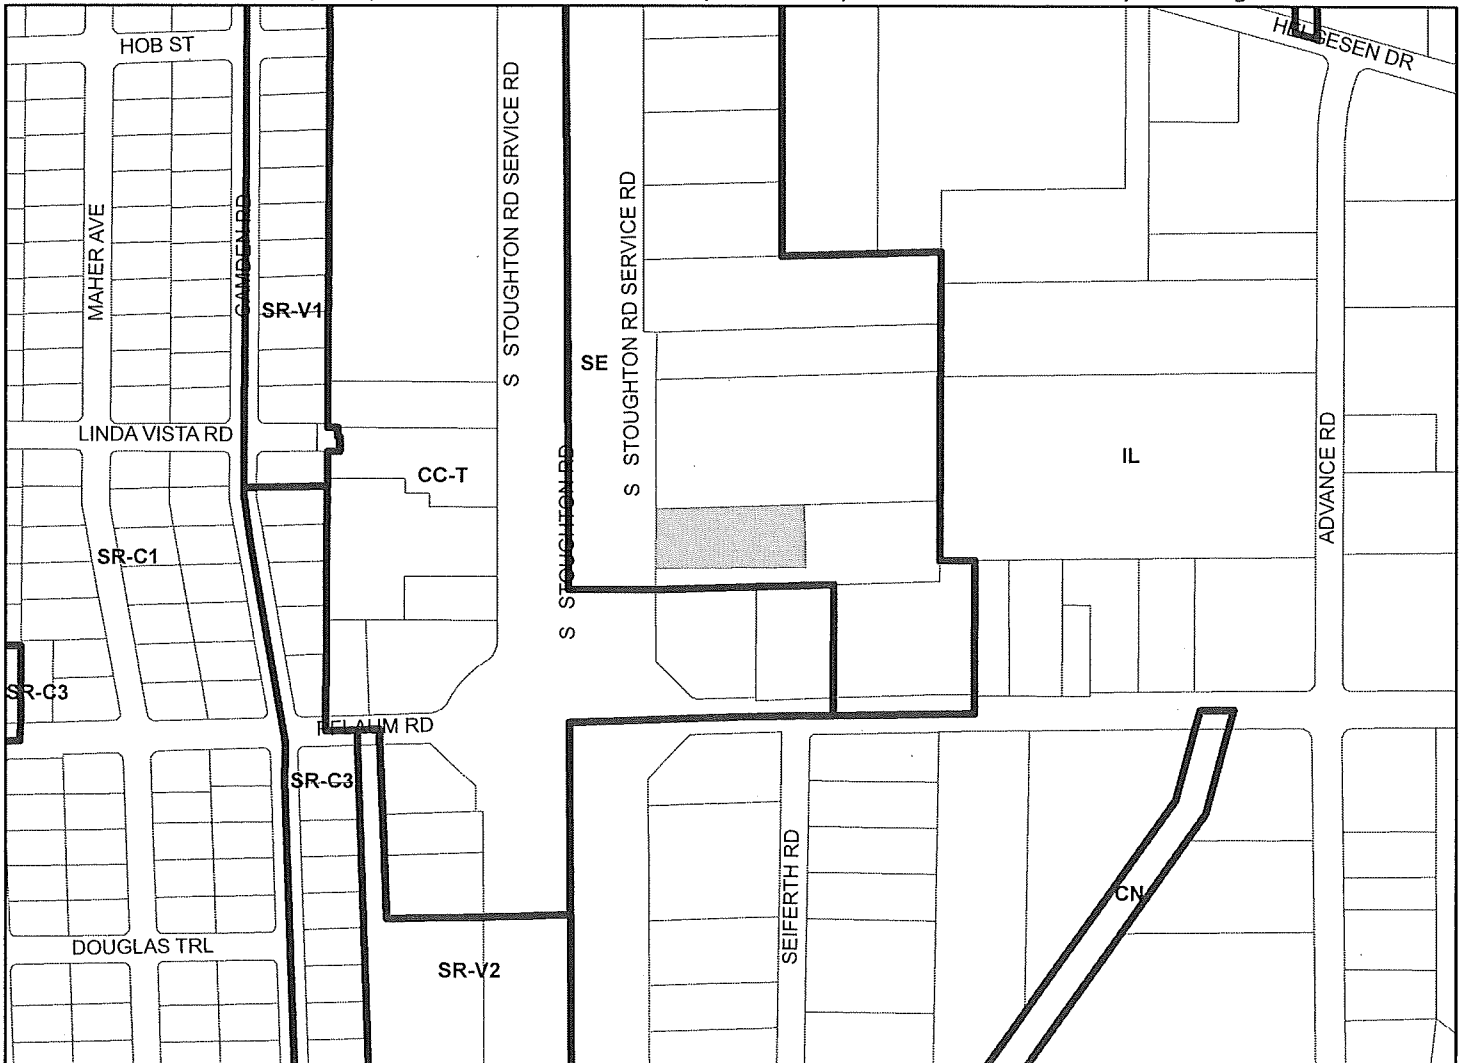 HOB ST
HELGESEN DR
S STOUGHTON RD SERVICE RD
S STOUGHTON RD SERVICE RD
MAHER AVE
CAMDEN RD
SR-V1
SE
LINDA VISTA RD
CC-T
IL
ADVANCE RD
S STOUGHTON RD
SR-C1
SR-C3
PFLAUM RD
SR-C3
SEIFERTH RD
CN
DOUGLAS TRL
SR-V2